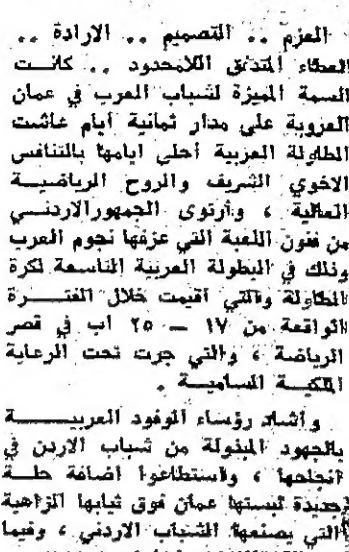 العزم .. التصميم .. الارادة ..
العطاء المتدفق اللامحدود .. كانت
السمة المميزة لشباب العرب في عمان
العروبة على مدار ثمانية أيام عاشت
الطاولة العربية أحلى ايامها بالتنافس
الاخوي الشريف والروح الرياضية
العالية ، وأرتوى الجمهور الاردني
من فنون اللعبة التي عزفها نجوم العرب
وذلك في البطولة العربية التاسعة لكرة
الطاولة والتي اقيمت خلال الفترة
الواقعة من ١٧ — ٢٥ اب في قصر
الرياضة ، والتي جرت تحت الرعاية
الملكية السامية .
وأشاد رؤساء الوفود العربية
بالجهود المبذولة من شباب الاردن في
انجاحها ، واستطاعوا اضافة حلة
جديدة لبستها عمان فوق ثيابها الزاهية
التي يصنعها الشباب الاردني ، وفيما